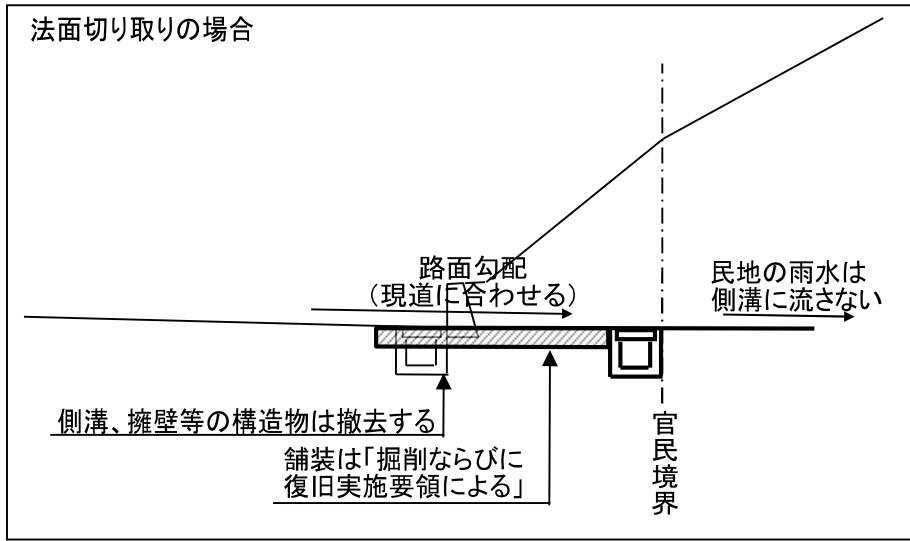 法面切り取りの場合
路面勾配
(現道に合わせる)
民地の雨水は
側溝に流さない
側溝、擁壁等の構造物は撤去する
舗装は「掘削ならびに
復旧実施要領による」
官民境界